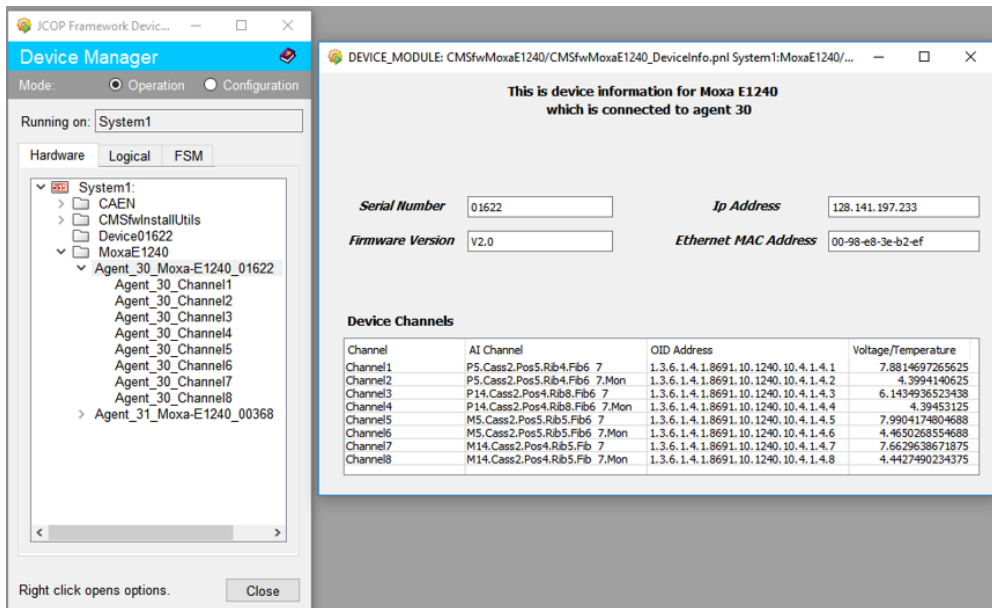 JCOP Framework Devic...
Device Manager
Mode: Operation Configuration
Running on: System1
Hardware Logical FSM
System1:
CAEN
CMSfwInstallUtils
Device01622
MoxaE1240
Agent_30_Moxa-E1240_01622
Agent_30_Channel1
Agent_30_Channel2
Agent_30_Channel3
Agent_30_Channel4
Agent_30_Channel5
Agent_30_Channel6
Agent_30_Channel7
Agent_30_Channel8
Agent_31_Moxa-E1240_00368
Right click opens options. Close
DEVICE_MODULE: CMSfwMoxaE1240/CMSfwMoxaE1240_DeviceInfo.pnl System1:MoxaE1240/...
This is device information for Moxa E1240
which is connected to agent 30
Serial Number 01622 Ip Address 128.141.197.233
Firmware Version V2.0 Ethernet MAC Address 00-98-e8-3e-b2-ef
Device Channels
Channel AI Channel OID Address Voltage/Temperature
Channel1 P5.Cass2.Pos5.Rib4.Fib6 7 1.3.6.1.4.1.8691.10.1240.10.4.1.4.1 7.8814697265625
Channel2 P5.Cass2.Pos5.Rib4.Fib6 7.Mon 1.3.6.1.4.1.8691.10.1240.10.4.1.4.2 4.3994140625
Channel3 P14.Cass2.Pos4.Rib8.Fib6 7 1.3.6.1.4.1.8691.10.1240.10.4.1.4.3 6.1434936523438
Channel4 P14.Cass2.Pos4.Rib8.Fib6 7.Mon 1.3.6.1.4.1.8691.10.1240.10.4.1.4.4 4.39453125
Channel5 M5.Cass2.Pos5.Rib5.Fib6 7 1.3.6.1.4.1.8691.10.1240.10.4.1.4.5 7.9904174804688
Channel6 M5.Cass2.Pos5.Rib5.Fib6 7.Mon 1.3.6.1.4.1.8691.10.1240.10.4.1.4.6 4.4650268554688
Channel7 M14.Cass2.Pos4.Rib5.Fib 7 1.3.6.1.4.1.8691.10.1240.10.4.1.4.7 7.6629638671875
Channel8 M14.Cass2.Pos4.Rib5.Fib 7.Mon 1.3.6.1.4.1.8691.10.1240.10.4.1.4.8 4.4427490234375